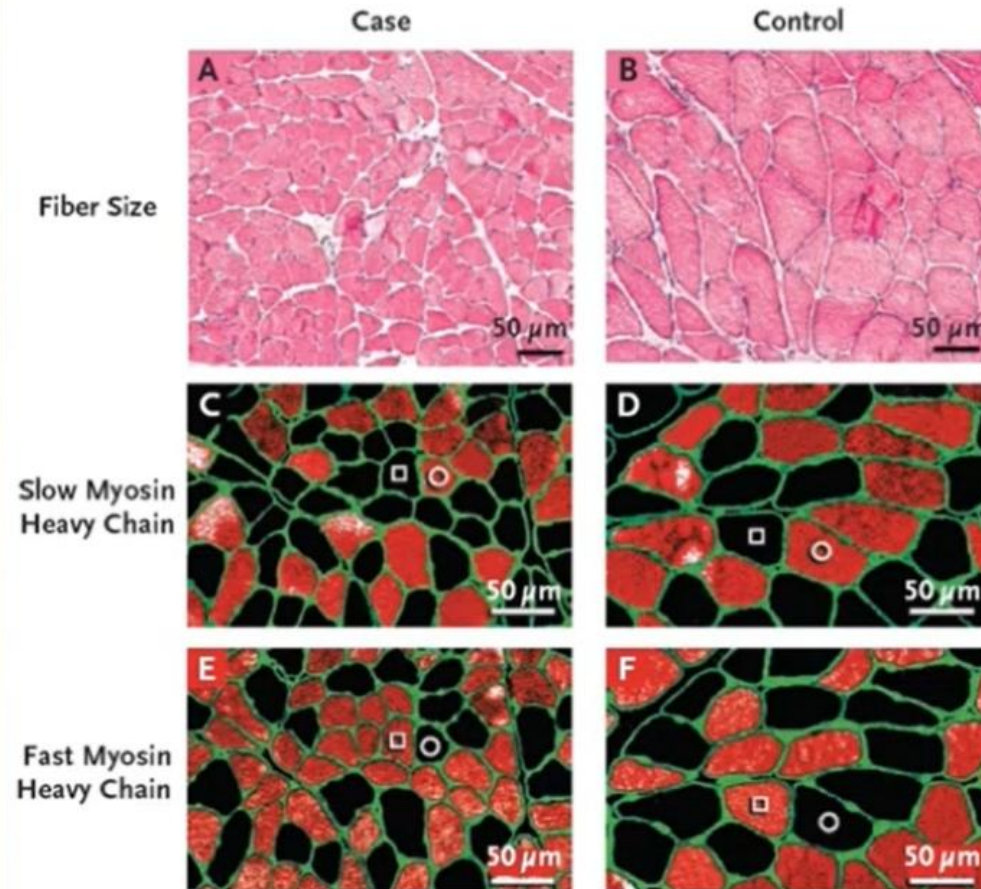 Case
Control
Fiber Size
A
50 µm
B
50 µm
Slow Myosin
Heavy Chain
C
50 µm
D
50 µm
Fast Myosin
Heavy Chain
E
50 µm
F
50 µm